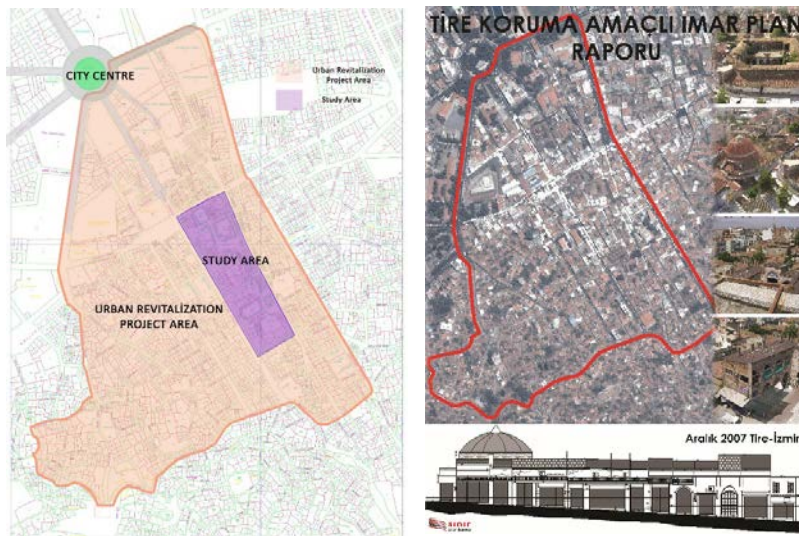 CITY CENTRE
Urban Revitalization
Project Area
Study Area
STUDY AREA
URBAN REVITALIZATION
PROJECT AREA
TİRE KORUMA AMAÇLI İMAR PLAN
RAPORU
Aralık 2007 Tire-İzmir